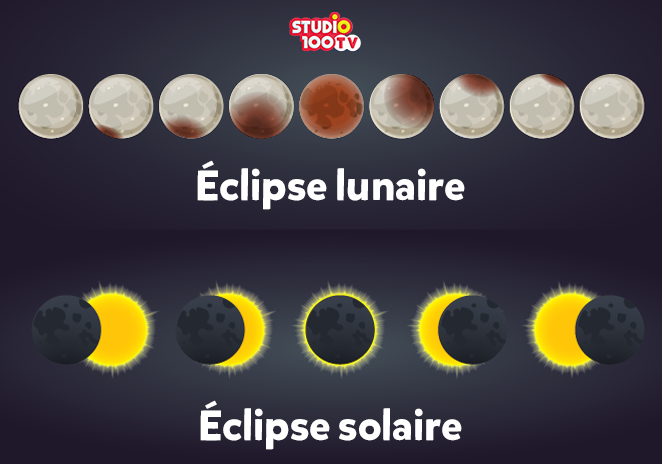 STUDIO
100TV
Éclipse lunaire
Éclipse solaire